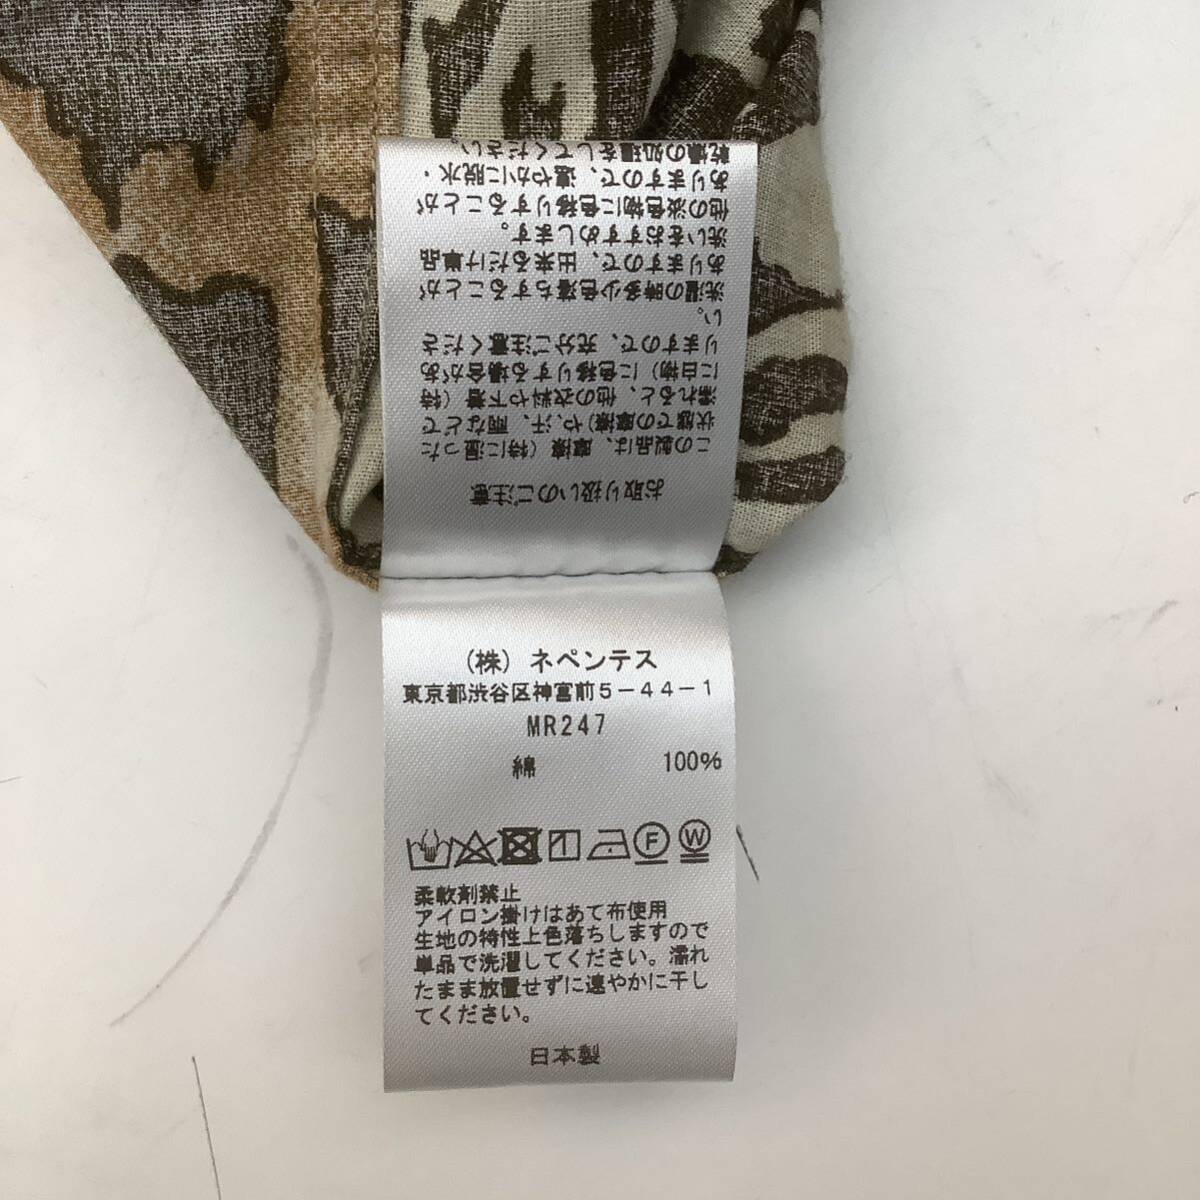 お取り扱いのご注意
この製品は、摩擦（特に湿った
状態での摩擦)や、汗、雨などで
濡れると、他の衣料や下着（特
に白物）に色移りする場合があ
りますので、充分ご注意くださ
い。
洗濯の時多少色落ちすることが
ありますので、出来るだけ単品
洗いをおすすめします。
他の淡色物に色移りすることが
ありますので、速やかに脱水・
乾燥の処理をしてください。
（株）ネペンテス
東京都渋谷区神宮前５－４４－１
MR247
綿 100%
F W
柔軟剤禁止
アイロン掛けはあて布使用
生地の特性上色落ちしますので
単品で洗濯してください。濡れ
たまま放置せずに速やかに干し
てください。
日本製